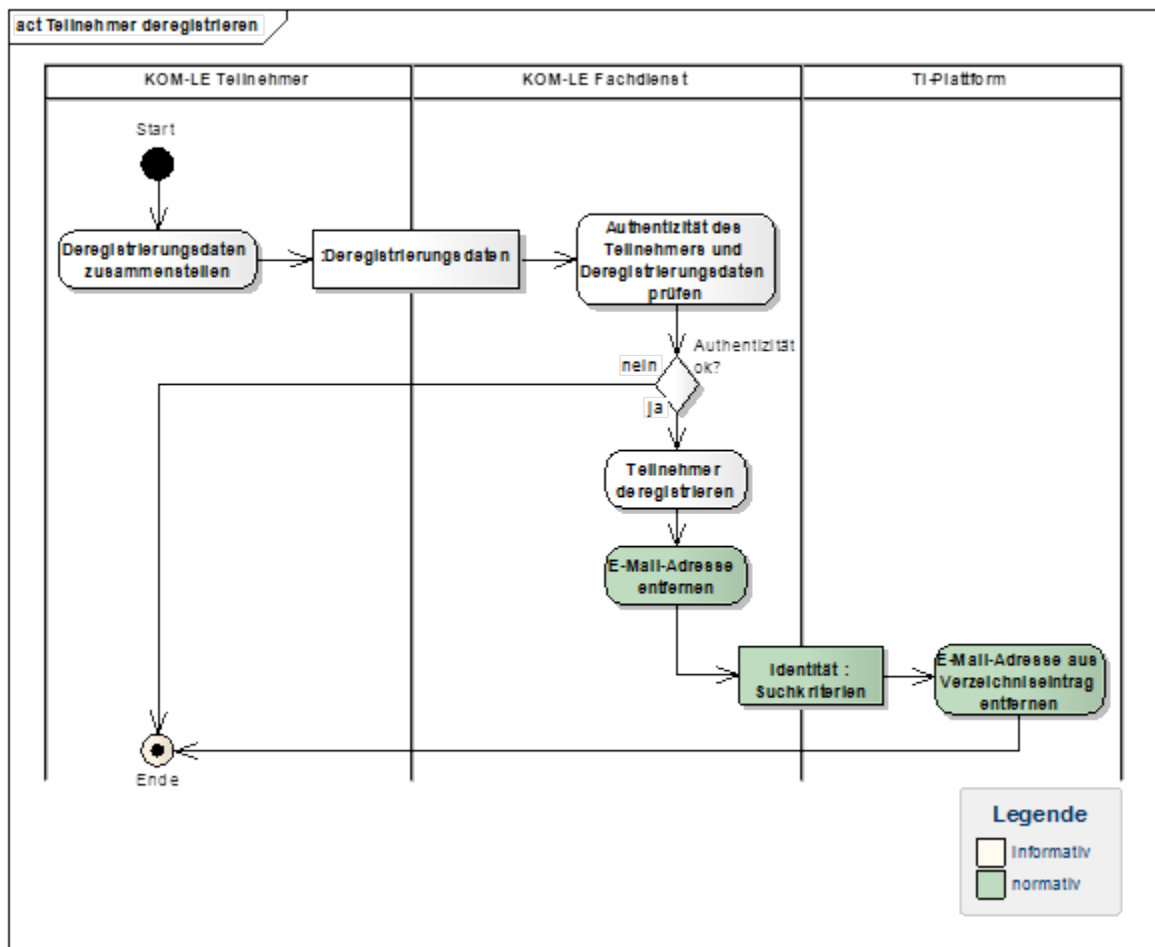 act Teilnehmer deregistrieren
KOM-LE Teilnehmer
KOM-LE Fachdienst
TI-Plattform
Start
Deregistrierungsdaten
zusammenstellen
:Deregistrierungsdaten
Authentizität des
Teilnehmers und
Deregistrierungsdaten
prüfen
Authentizität
ok?
nein
ja
Teilnehmer
deregistrieren
E-Mail-Adresse
entfernen
Identität :
Suchkriterien
E-Mail-Adresse aus
Verzeichniseintrag
entfernen
Ende
Legende
Informativ
normativ